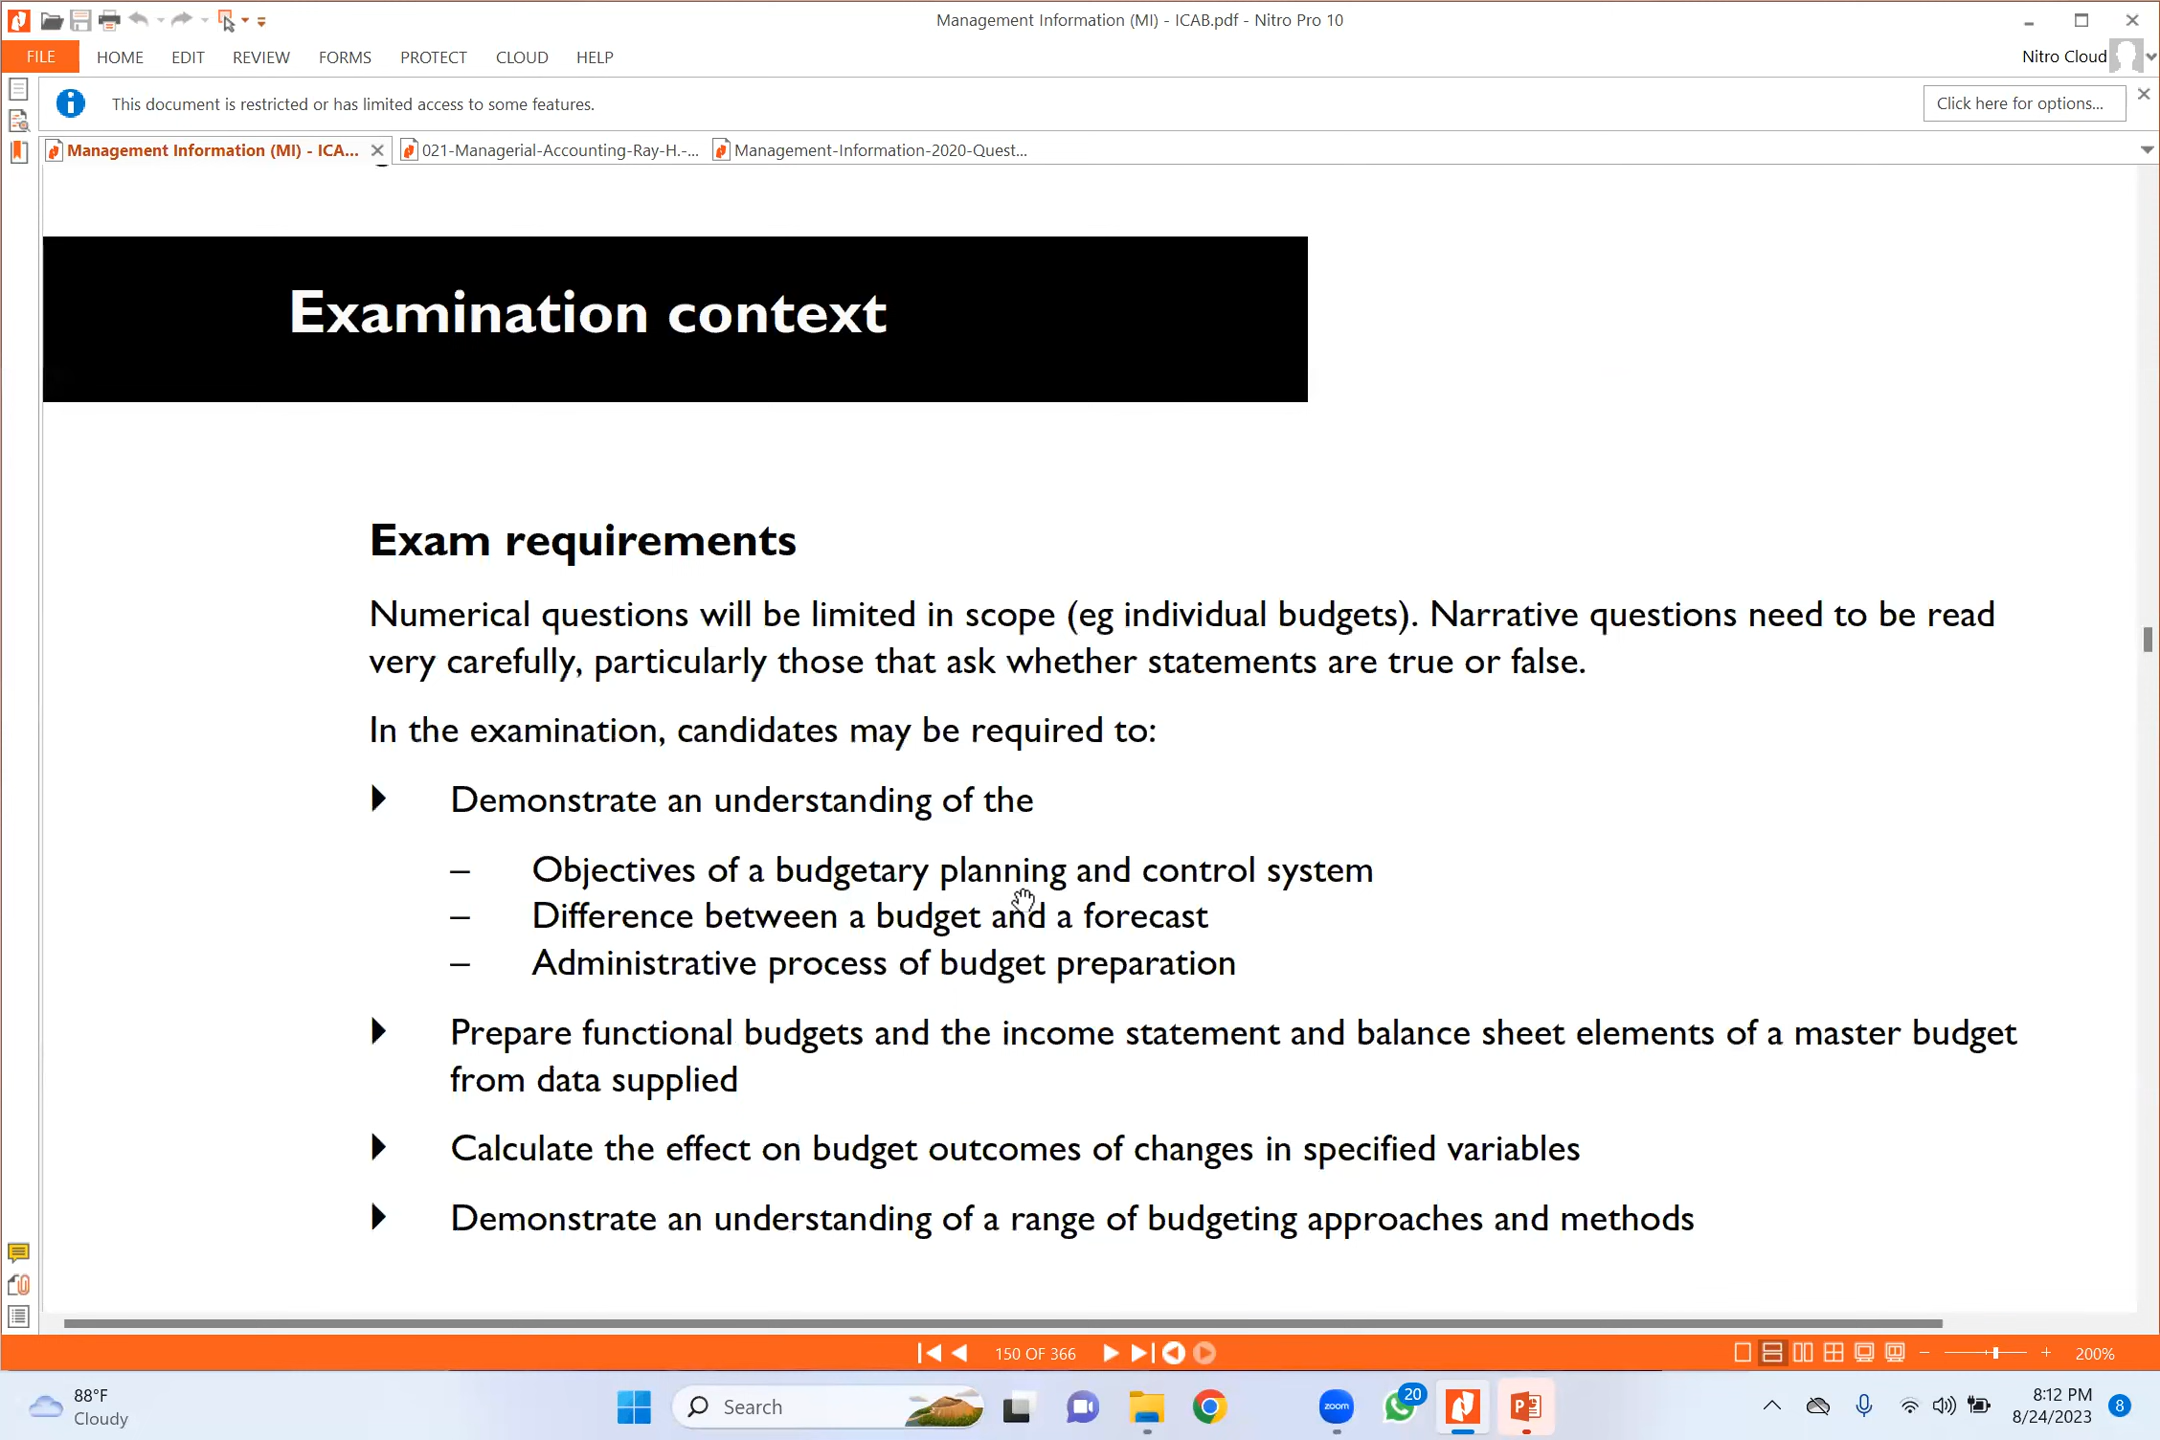 Management Information (MI) - ICAB.pdf - Nitro Pro 10
FILE HOME EDIT REVIEW FORMS PROTECT CLOUD HELP
Nitro Cloud
This document is restricted or has limited access to some features.
Click here for options...
Management Information (MI) - ICA...
021-Managerial-Accounting-Ray-H.-...
Management-Information-2020-Quest...
Examination context
Exam requirements
Numerical questions will be limited in scope (eg individual budgets). Narrative questions need to be read
very carefully, particularly those that ask whether statements are true or false.
In the examination, candidates may be required to:
Demonstrate an understanding of the
– Objectives of a budgetary planning and control system
– Difference between a budget and a forecast
– Administrative process of budget preparation
Prepare functional budgets and the income statement and balance sheet elements of a master budget
from data supplied
Calculate the effect on budget outcomes of changes in specified variables
Demonstrate an understanding of a range of budgeting approaches and methods
150 OF 366
200%
88°F
Cloudy
Search
zoom
20
8:12 PM
8/24/2023
8